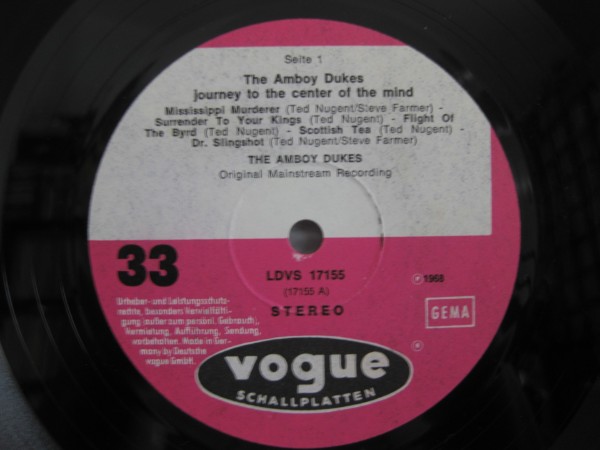 Seite 1
The Amboy Dukes
journey to the center of the mind
Mississippi Murderer (Ted Nugent/Steve Farmer) -
Surrender To Your Kings (Ted Nugent) - Flight Of
The Byrd (Ted Nugent) - Scottish Tea (Ted Nugent) -
Dr. Slingshot (Ted Nugent/Steve Farmer)
THE AMBOY DUKES
Original Mainstream Recording
33
LDVS 17155
(17155 A)
STEREO
℗ 1968
GEMA
Urheber- und Leistungsschutz-
rechte, besonders Vervielfälti-
gung (außer zum persönl. Gebrauch),
Vermietung, Aufführung, Sendung,
vorbehalten. Made in Ger-
many by Deutsche
vogue GmbH.
vogue
SCHALLPLATTEN